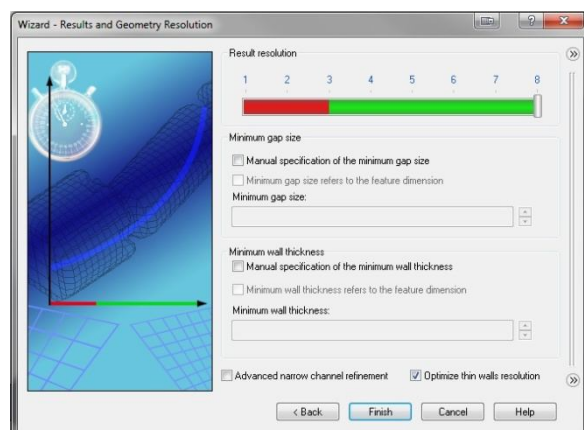 Wizard - Results and Geometry Resolution
Result resolution
1 2 3 4 5 6 7 8
Minimum gap size
Manual specification of the minimum gap size
Minimum gap size refers to the feature dimension
Minimum gap size:
Minimum wall thickness
Manual specification of the minimum wall thickness
Minimum wall thickness refers to the feature dimension
Minimum wall thickness:
Advanced narrow channel refinement Optimize thin walls resolution
< Back Finish Cancel Help